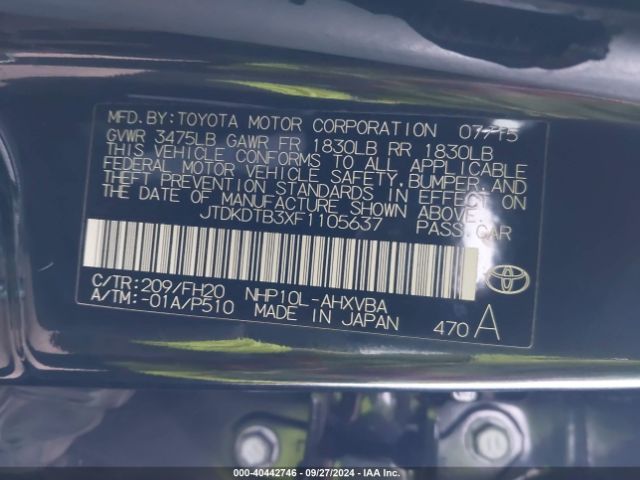 MFD.BY:TOYOTA MOTOR CORPORATION 07/15
GVWR 3475LB GAWR FR 1830LB RR 1830LB
THIS VEHICLE CONFORMS TO ALL APPLICABLE
FEDERAL MOTOR VEHICLE SAFETY,BUMPER,AND
THEFT PREVENTION STANDARDS IN EFFECT ON
THE DATE OF MANUFACTURE SHOWN ABOVE.
JTDKDTB3XF1105637 PASS.CAR
C/TR:209/FH20 NHP10L-AHXVBA
A/TM:-01A/P510 MADE IN JAPAN 470 A
000-40442746 - 09/27/2024 - IAA Inc.